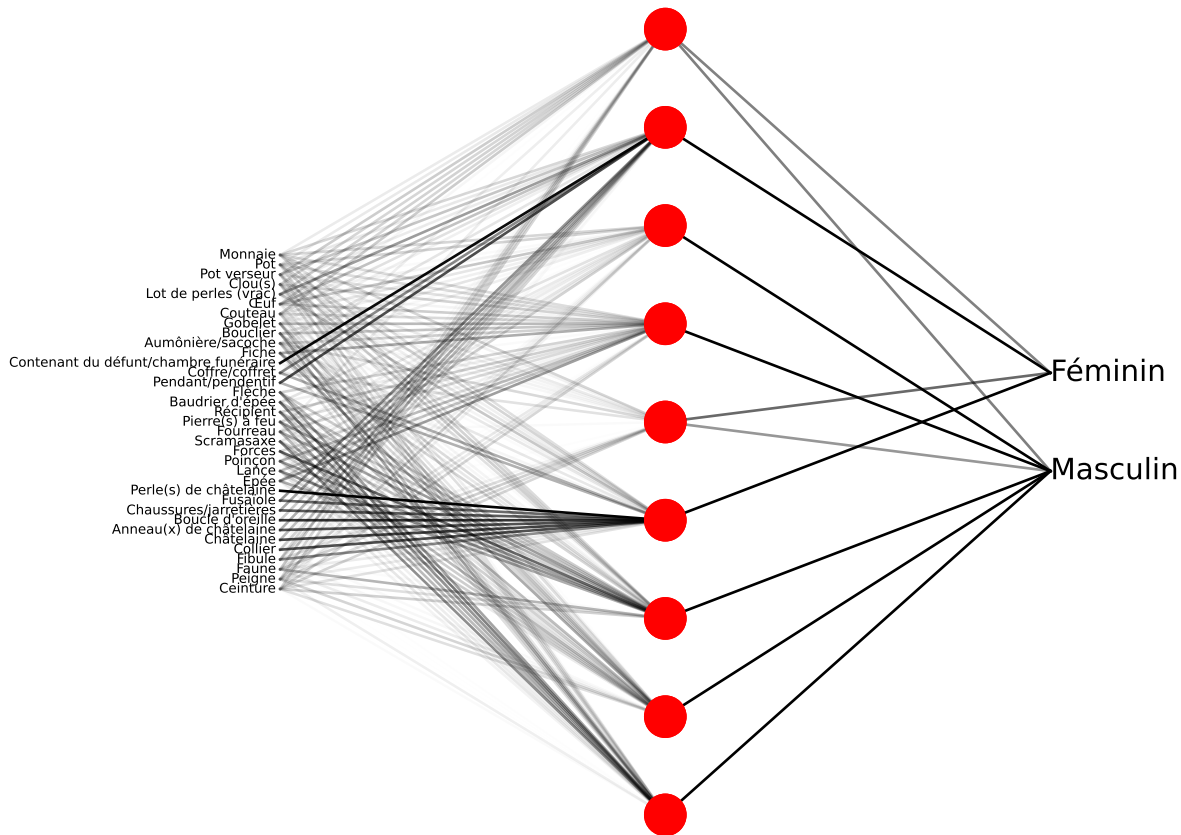 Monnaie
Pot
Pot verseur
Clou(s)
Lot de perles (vrac)
Œuf
Couteau
Gobelet
Bouclier
Aumônière/sacoche
Fiche
Contenant du défunt/chambre funéraire
Coffre/coffret
Pendant/pendentif
Flèche
Baudrier d'épée
Récipient
Pierre(s) à feu
Fourreau
Scramasaxe
Forces
Poinçon
Lance
Epée
Perle(s) de châtelaine
Fusaïole
Chaussures/jarretières
Boucle d'oreille
Anneau(x) de châtelaine
Châtelaine
Collier
Fibule
Faune
Peigne
Ceinture
Féminin
Masculin